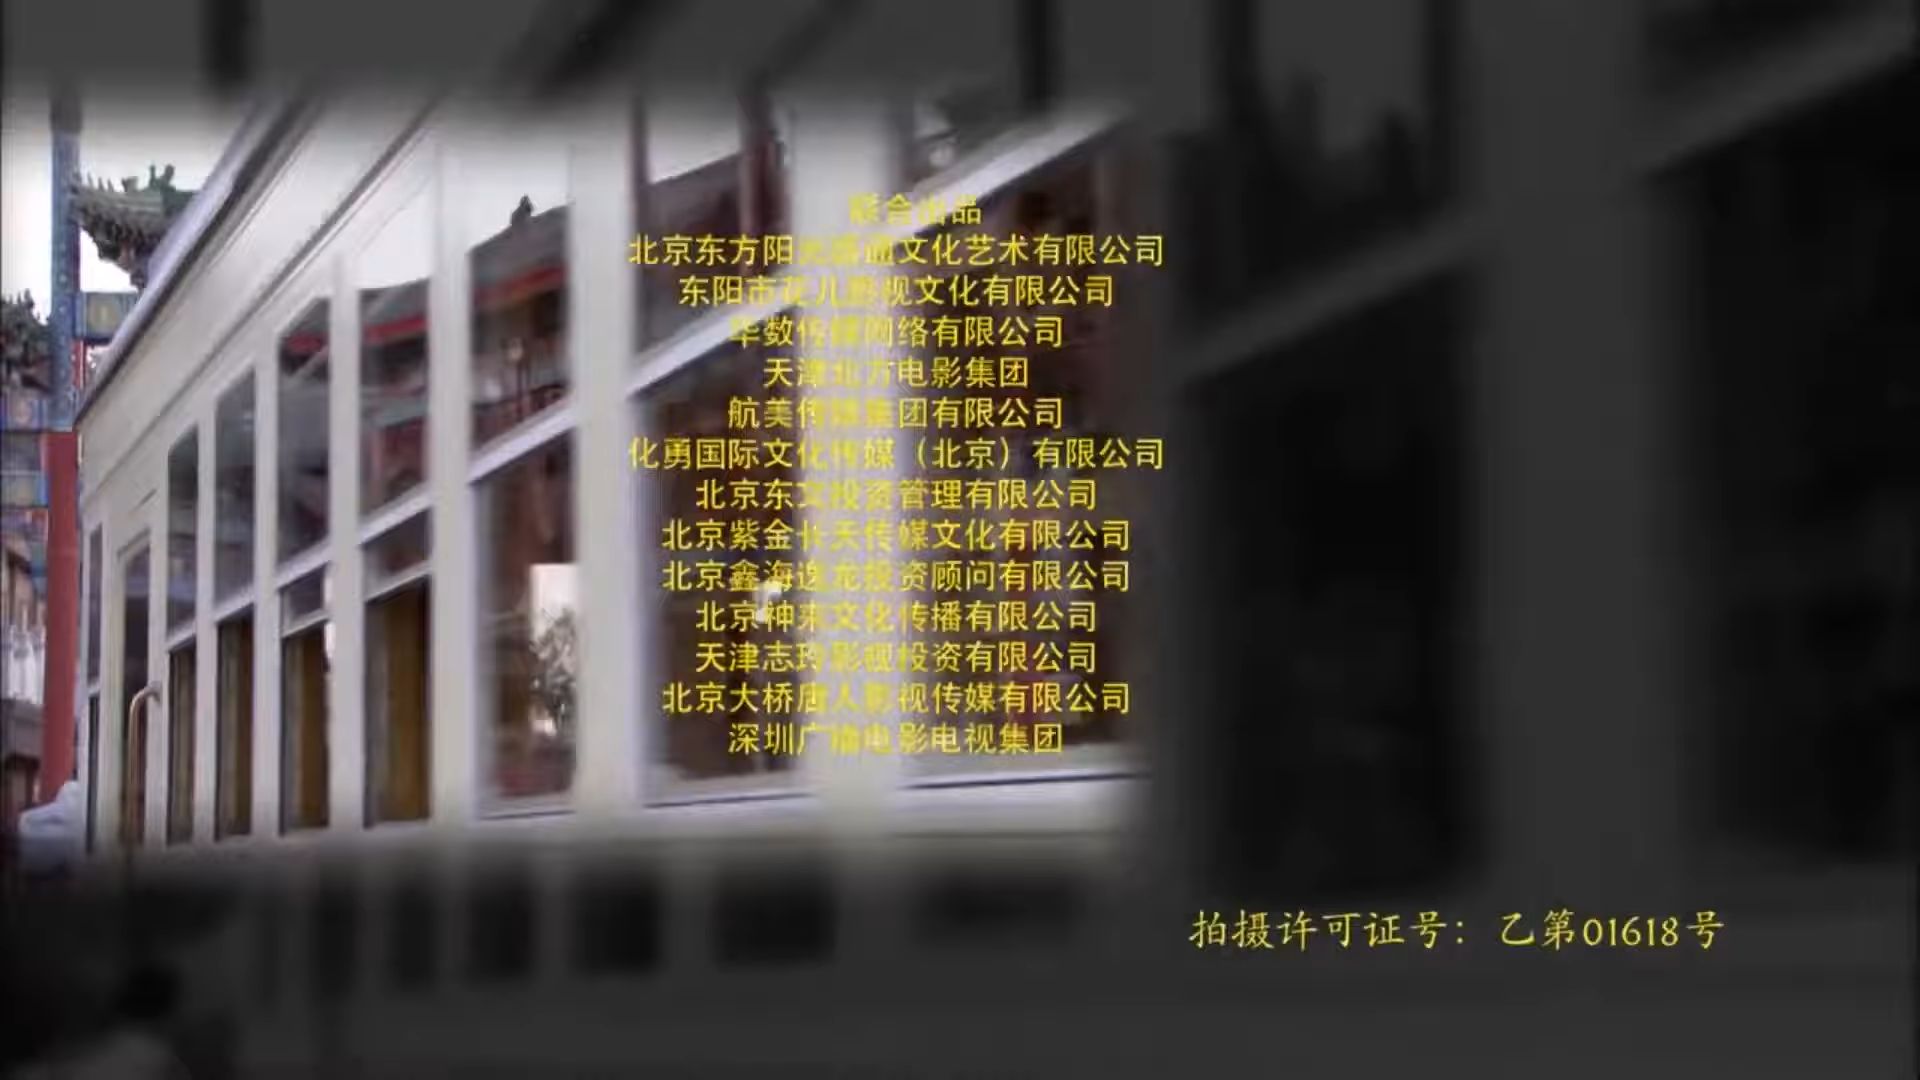 联合出品
北京东方阳光盛通文化艺术有限公司
东阳市花儿影视文化有限公司
华数传媒网络有限公司
天津北方电影集团
航美传媒集团有限公司
化勇国际文化传媒（北京）有限公司
北京东文投资管理有限公司
北京紫金长天传媒文化有限公司
北京鑫海逸龙投资顾问有限公司
北京神来文化传播有限公司
天津志玲影视投资有限公司
北京大桥唐人影视传媒有限公司
深圳广播电影电视集团
拍摄许可证号：乙第01618号